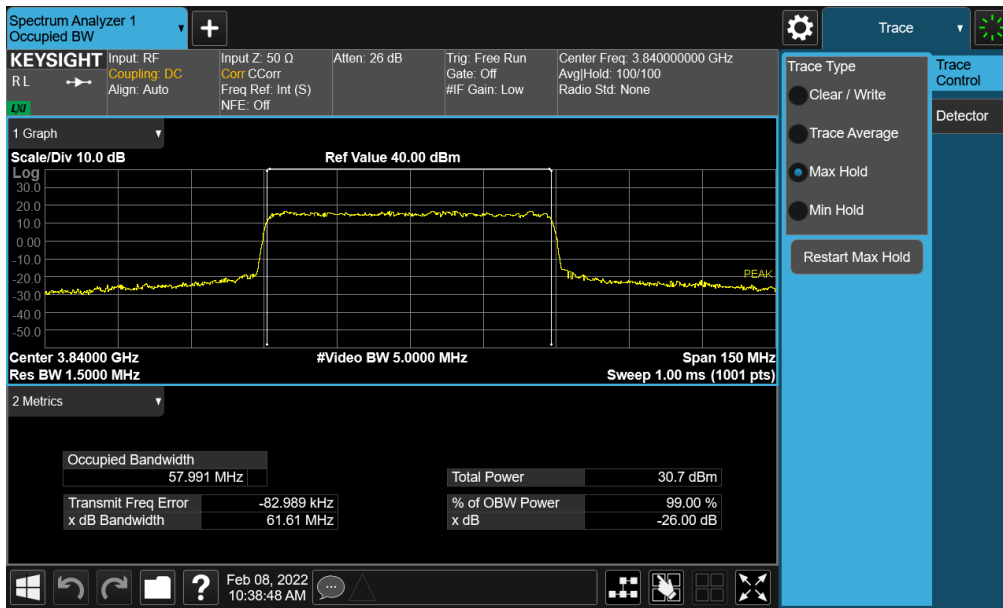 Spectrum Analyzer 1
Occupied BW
+
Trace
KEYSIGHT
R L
LXI
Input: RF
Coupling: DC
Align: Auto
Input Z: 50 Ω
Corr CCorr
Freq Ref: Int (S)
NFE: Off
Atten: 26 dB
Trig: Free Run
Gate: Off
#IF Gain: Low
Center Freq: 3.840000000 GHz
Avg|Hold: 100/100
Radio Std: None
1 Graph
Scale/Div 10.0 dB
Ref Value 40.00 dBm
Log
30.0
20.0
10.0
0.00
-10.0
-20.0
-30.0
-40.0
-50.0
PEAK
Center 3.84000 GHz
#Video BW 5.0000 MHz
Span 150 MHz
Res BW 1.5000 MHz
Sweep 1.00 ms (1001 pts)
2 Metrics
Occupied Bandwidth
57.991 MHz
Total Power 30.7 dBm
Transmit Freq Error -82.989 kHz
% of OBW Power 99.00 %
x dB Bandwidth 61.61 MHz
x dB -26.00 dB
Trace Type
Clear / Write
Trace Average
Max Hold
Min Hold
Restart Max Hold
Trace
Control
Detector
?
Feb 08, 2022
10:38:48 AM